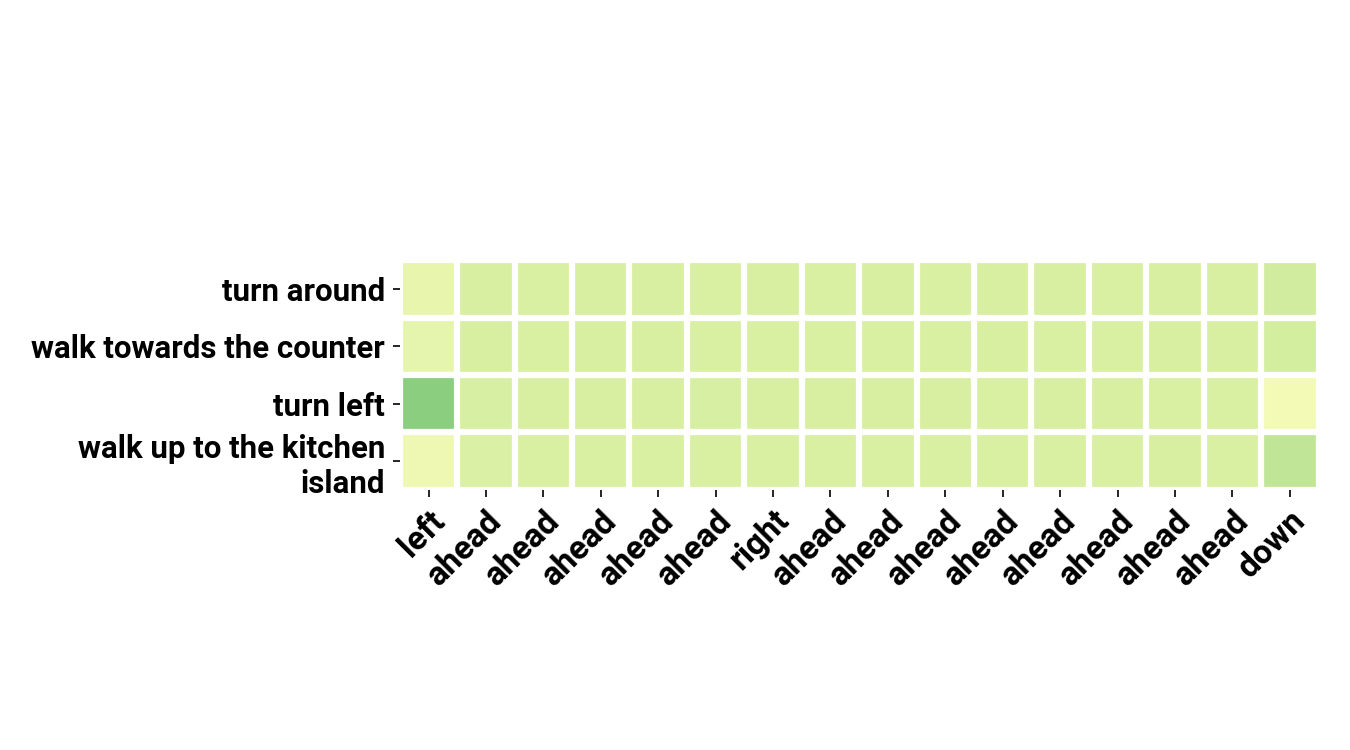 turn around
walk towards the counter
turn left
walk up to the kitchen
island
left
ahead
ahead
ahead
ahead
ahead
right
ahead
ahead
ahead
ahead
ahead
ahead
ahead
ahead
down